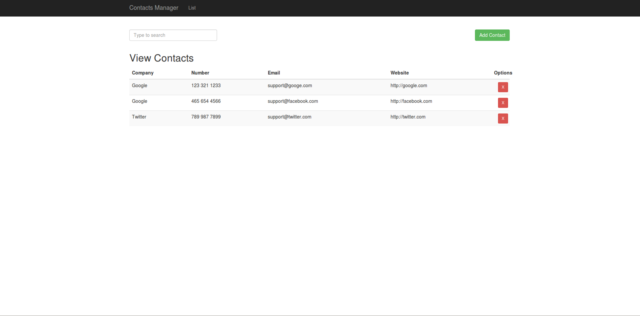 Contacts Manager List
Type to search Add Contact
View Contacts
Company Number Email Website Options
Google 123 321 1233 support@googe.com http://google.com x
Google 465 654 4566 support@facebook.com http://facebook.com x
Twitter 789 987 7899 support@twitter.com http://twitter.com x